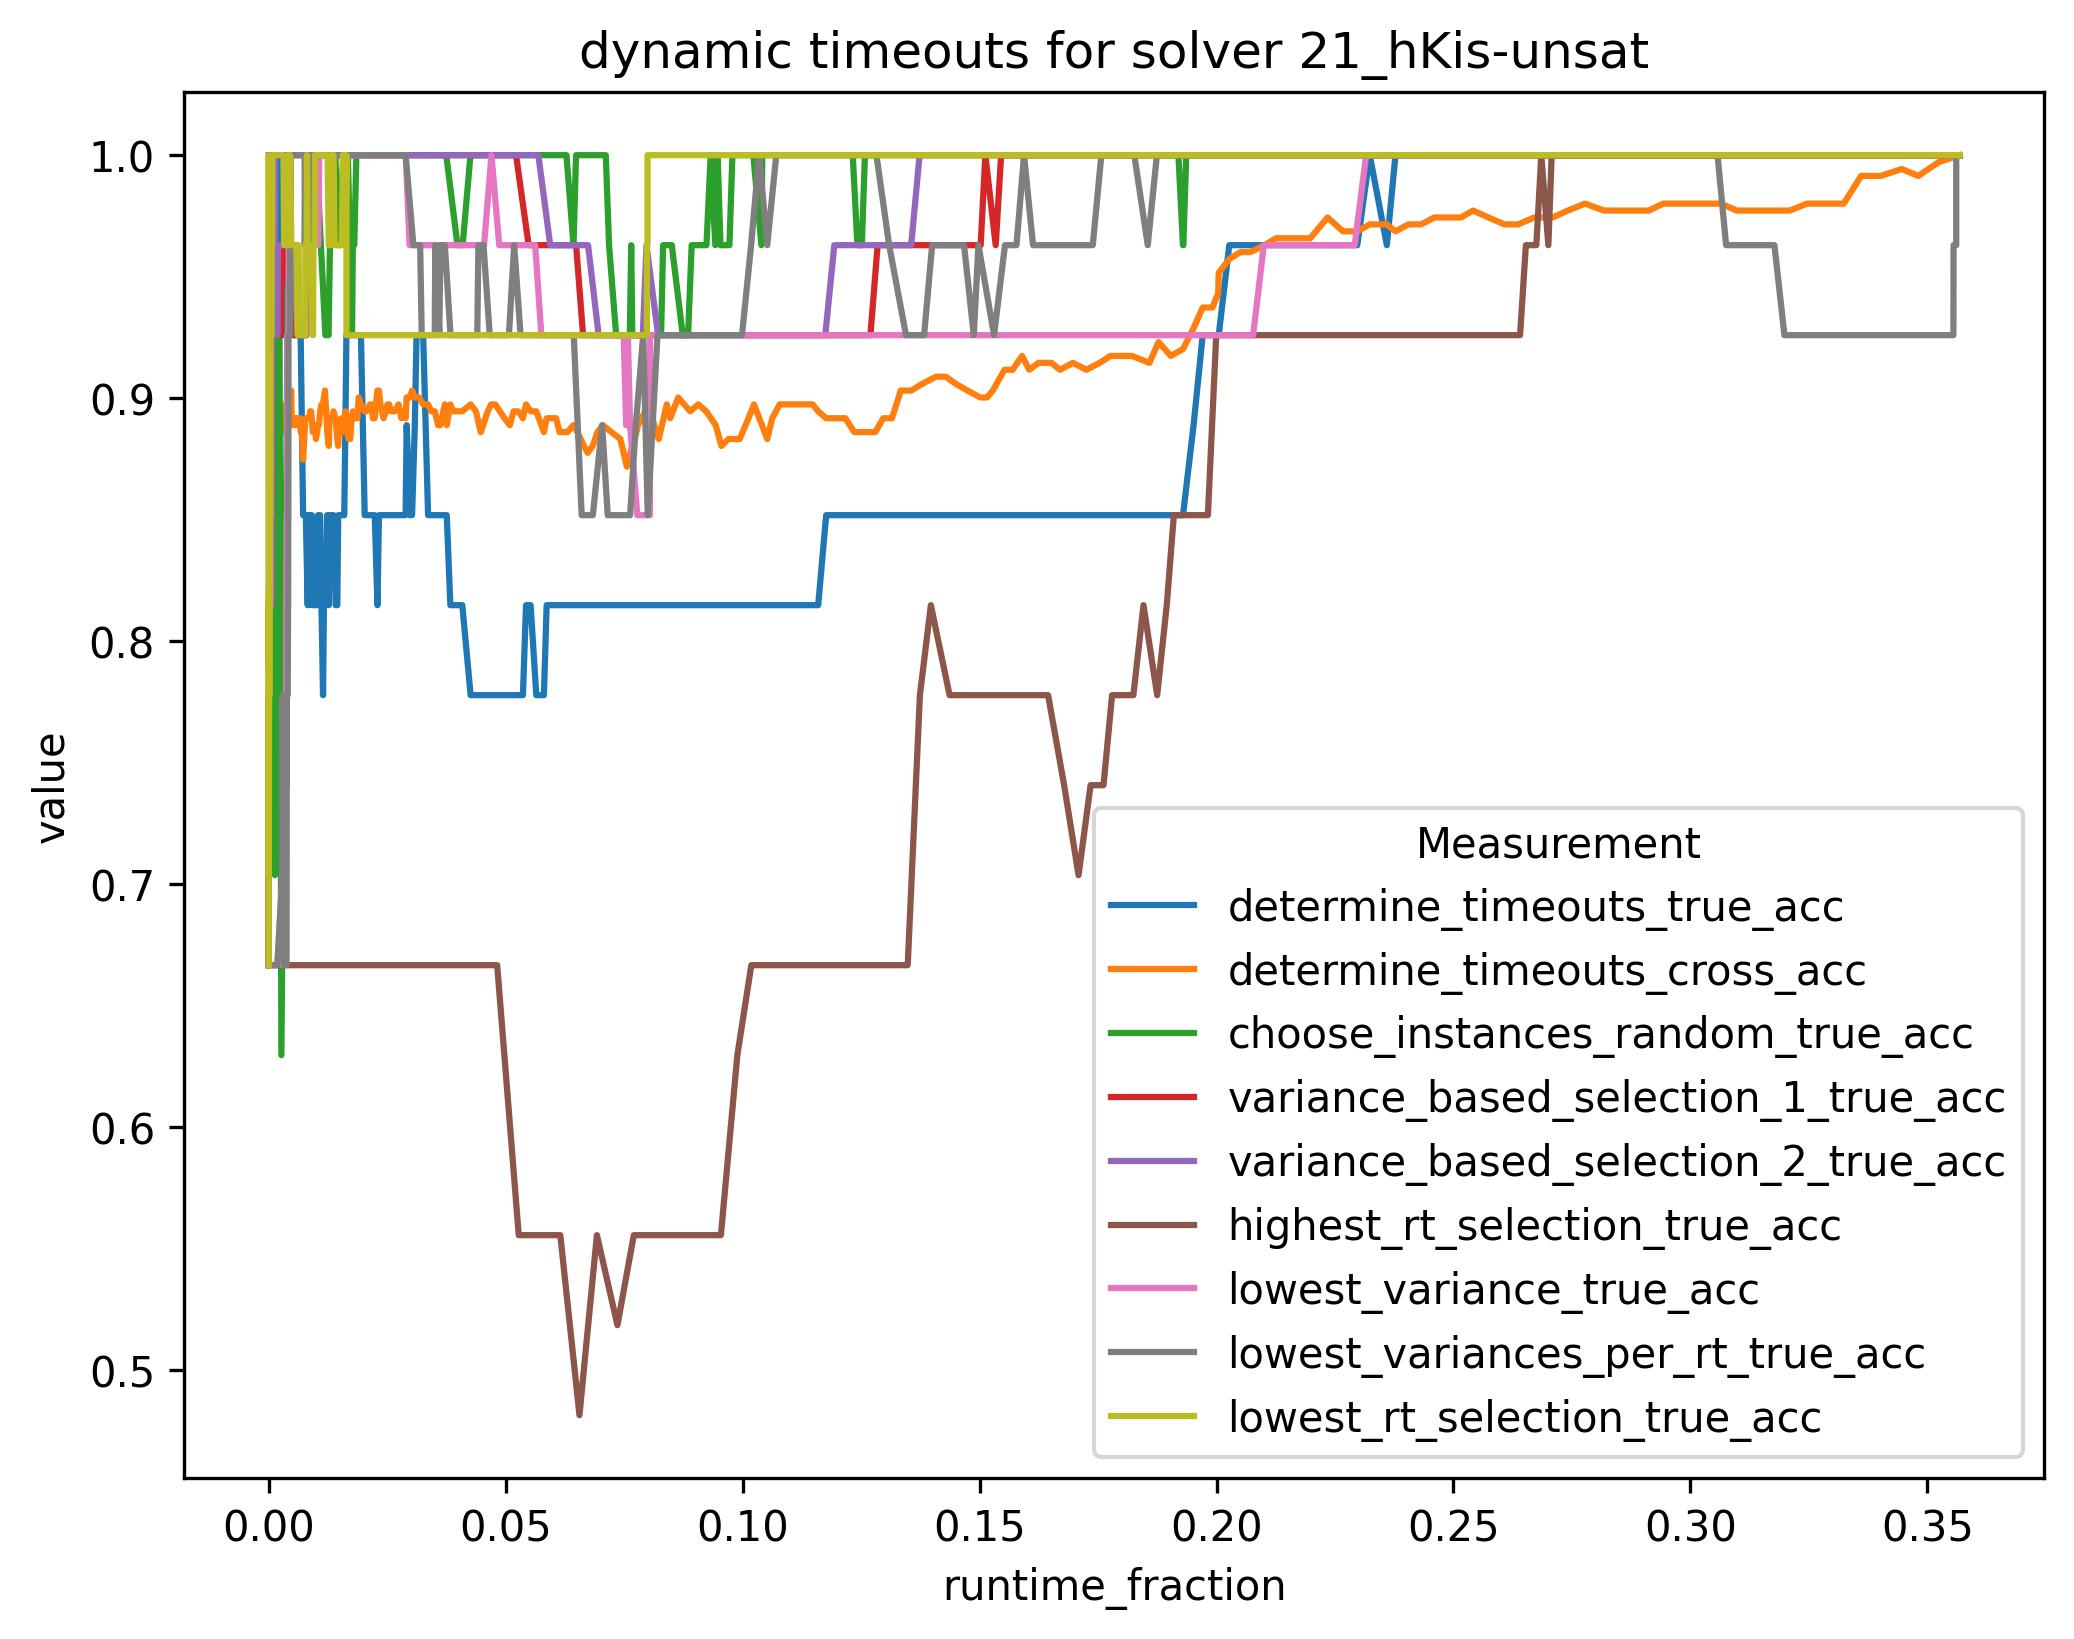 dynamic timeouts for solver 21_hKis-unsat
1.0
0.9
0.8
0.7
0.6
0.5
value
Measurement
determine_timeouts_true_acc
determine_timeouts_cross_acc
choose_instances_random_true_acc
variance_based_selection_1_true_acc
variance_based_selection_2_true_acc
highest_rt_selection_true_acc
lowest_variance_true_acc
lowest_variances_per_rt_true_acc
lowest_rt_selection_true_acc
0.00 0.05 0.10 0.15 0.20 0.25 0.30 0.35
runtime_fraction